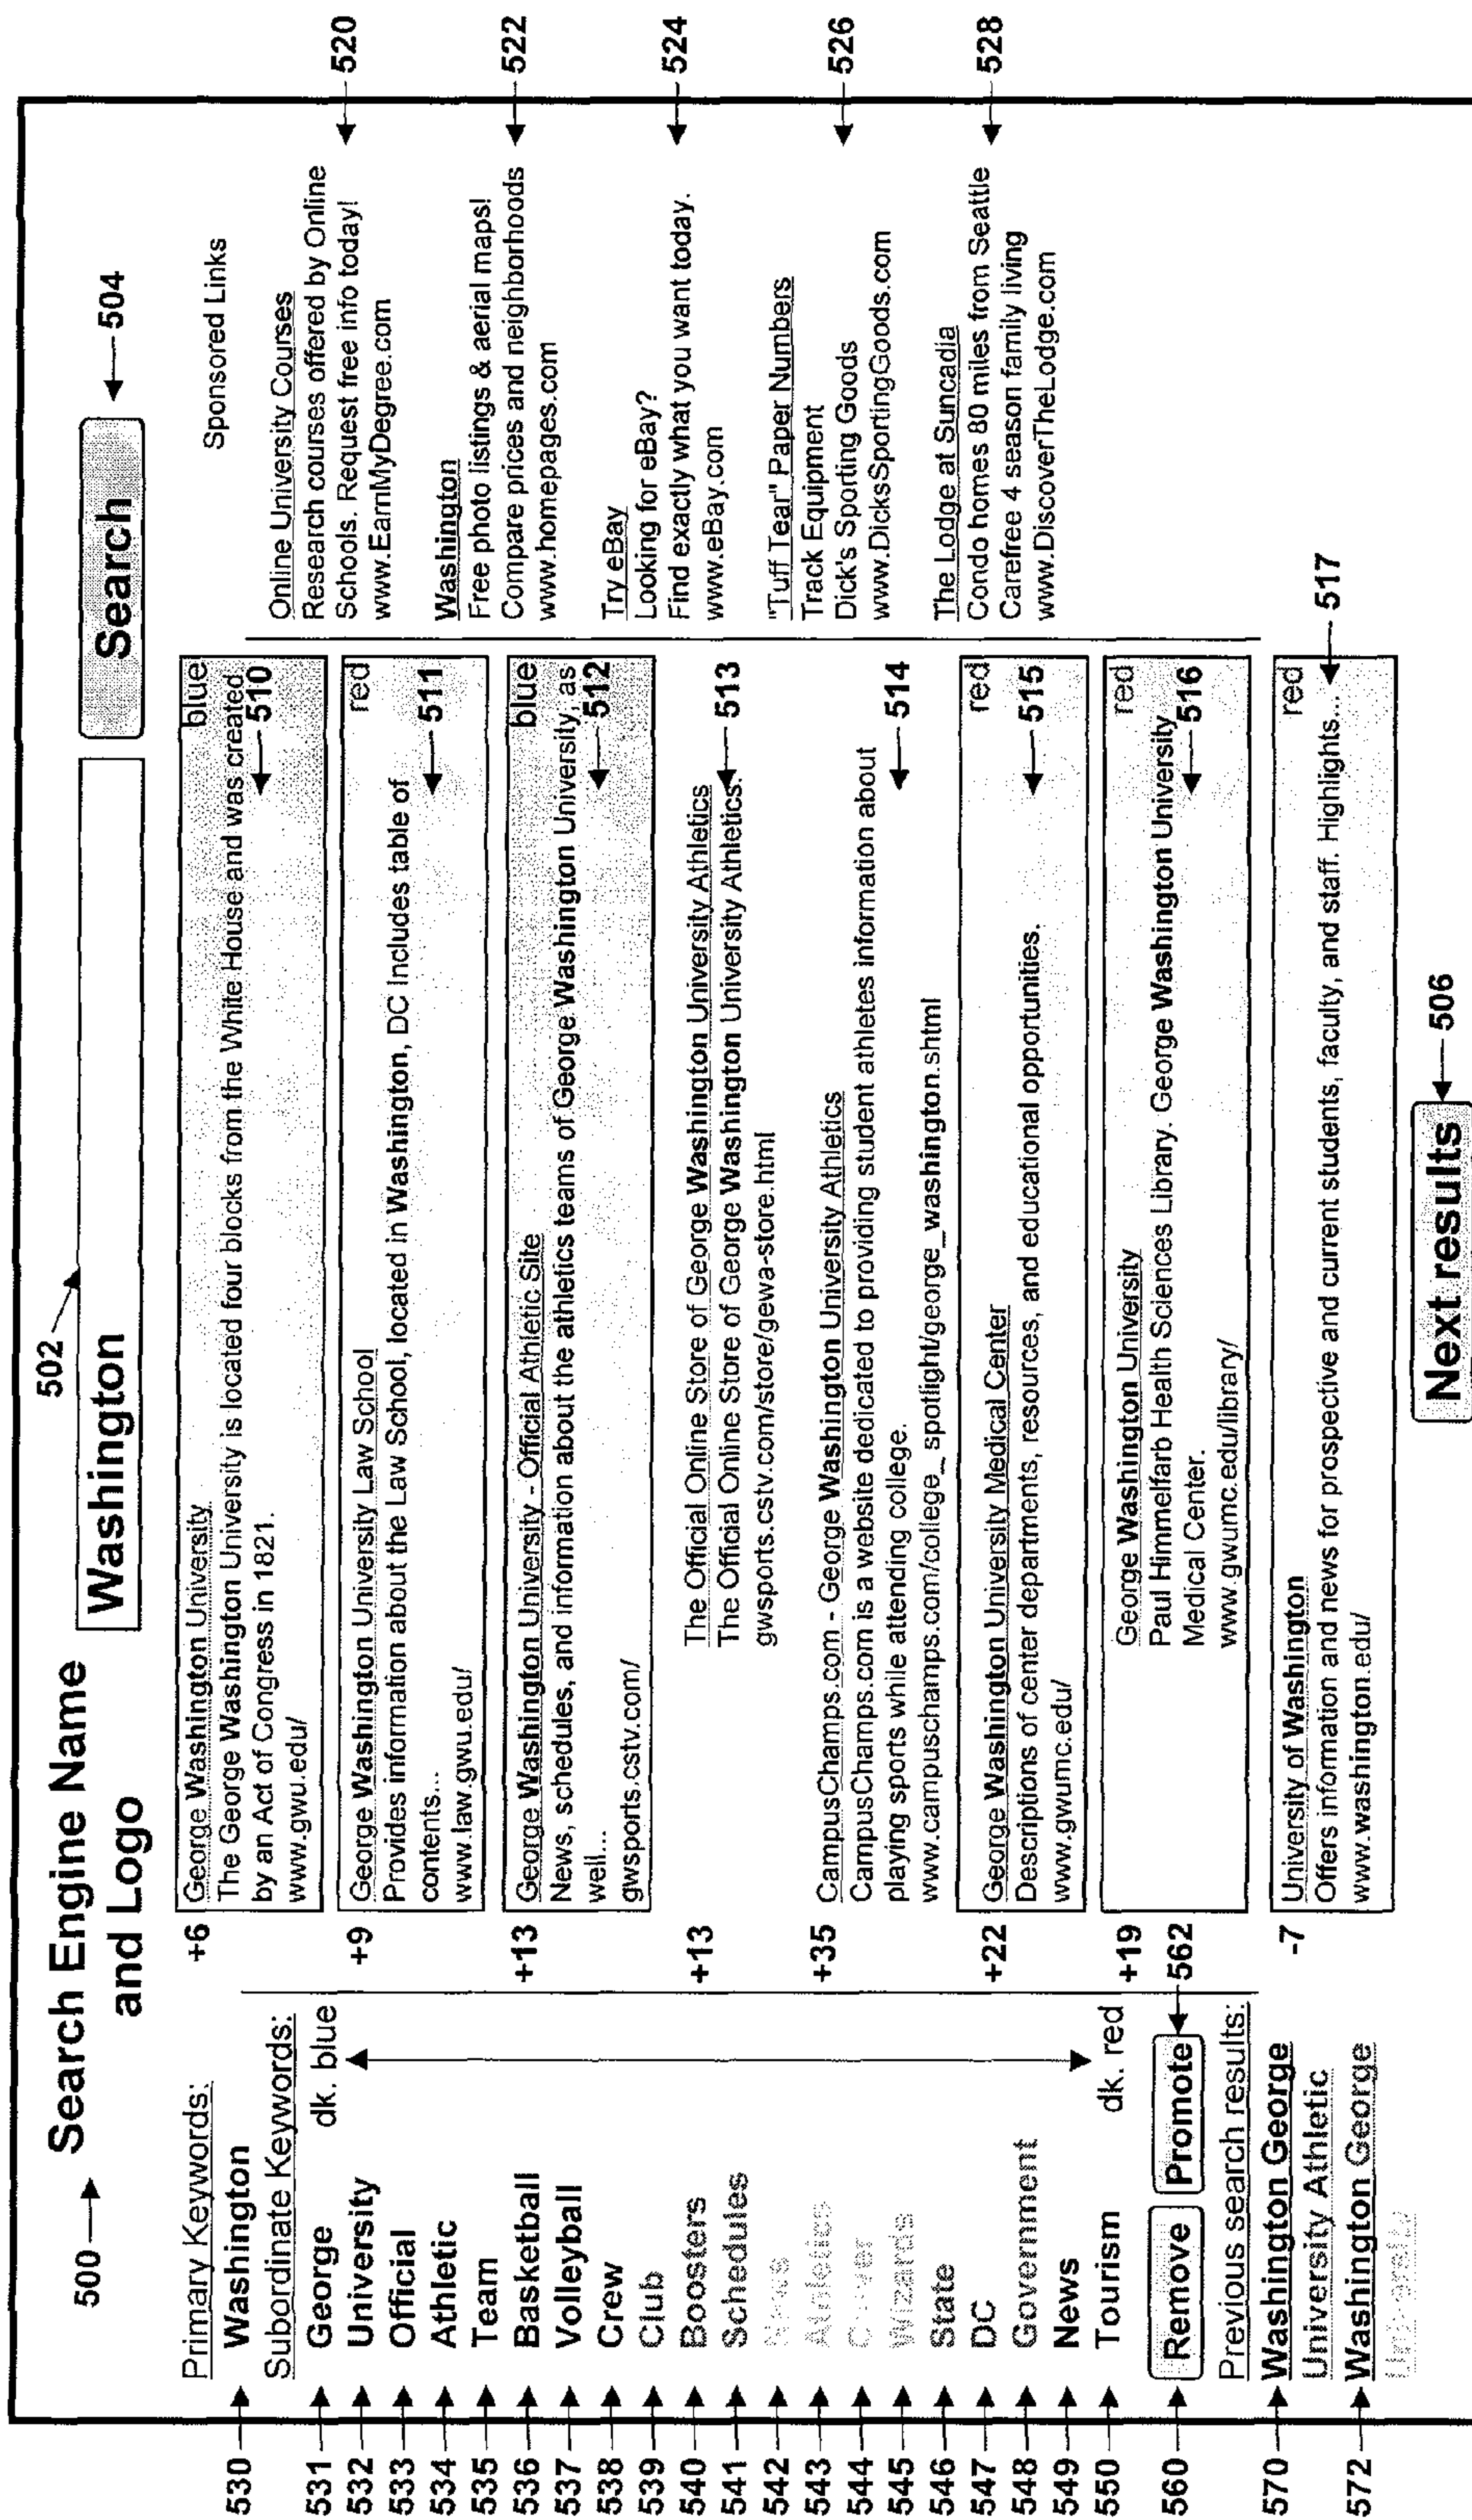 500 Search Engine Name
and Logo
502
Washington
Search
504
Primary Keywords:
530 Washington
Subordinate Keywords:
531 George
dk. blue
532 University
533 Official
534 Athletic
535 Team
536 Basketball
537 Volleyball
538 Crew
539 Club
540 Boosters
541 Schedules
542
543 Athletics
544
545 Wizards
546 State
547 DC
548 Government
549 News
550 Tourism
dk. red
560 Remove Promote 562
Previous search results:
570 Washington George
University Athletic
572 Washington George
University
+6
George Washington University
blue
The George Washington University is located four blocks from the White House and was created
by an Act of Congress in 1821.
510
www.gwu.edu/
+9
George Washington University Law School
red
Provides information about the Law School, located in Washington, DC Includes table of
contents...
511
www.law.gwu.edu/
+13
George Washington University - Official Athletic Site
blue
News, schedules, and information about the athletics teams of George Washington University, as
well...
512
gwsports.cstv.com/
+13
The Official Online Store of George Washington University Athletics
The Official Online Store of George Washington University Athletics.
513
gwsports.cstv.com/store/gewa-store.html
+35
CampusChamps.com - George Washington University Athletics
CampusChamps.com is a website dedicated to providing student athletes information about
playing sports while attending college.
514
www.campuschamps.com/college_spotlight/george_washington.shtml
+22
George Washington University Medical Center
red
Descriptions of center departments, resources, and educational opportunities.
515
www.gwumc.edu/
+19
George Washington University
red
Paul Himmelfarb Health Sciences Library. George Washington University
Medical Center.
516
www.gwumc.edu/library/
-7
University of Washington
red
Offers information and news for prospective and current students, faculty, and staff. Highlights...
517
www.washington.edu/
Next results
506
Sponsored Links
Online University Courses
Research courses offered by Online
Schools. Request free info today!
520
www.EarnMyDegree.com
Washington
Free photo listings & aerial maps!
Compare prices and neighborhoods
522
www.homepages.com
Try eBay
Looking for eBay?
Find exactly what you want today.
524
www.eBay.com
"Tuff Tear" Paper Numbers
Track Equipment
Dick's Sporting Goods
526
www.DicksSportingGoods.com
The Lodge at Suncadia
Condo homes 80 miles from Seattle
528
Carefree 4 season family living
www.DiscoverTheLodge.com